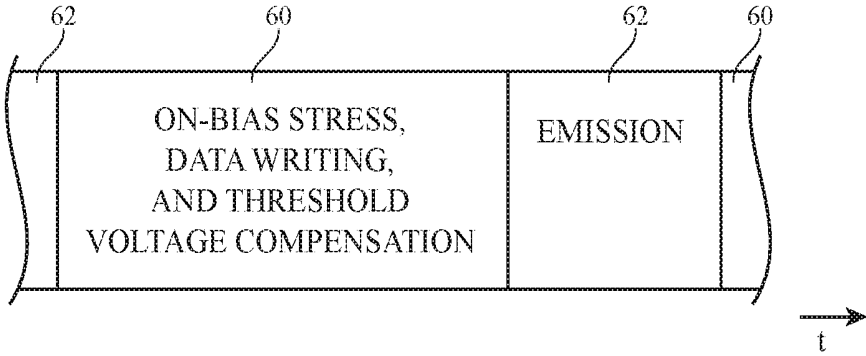 62 60 62 60
ON-BIAS STRESS,
DATA WRITING,
AND THRESHOLD
VOLTAGE COMPENSATION
EMISSION
t